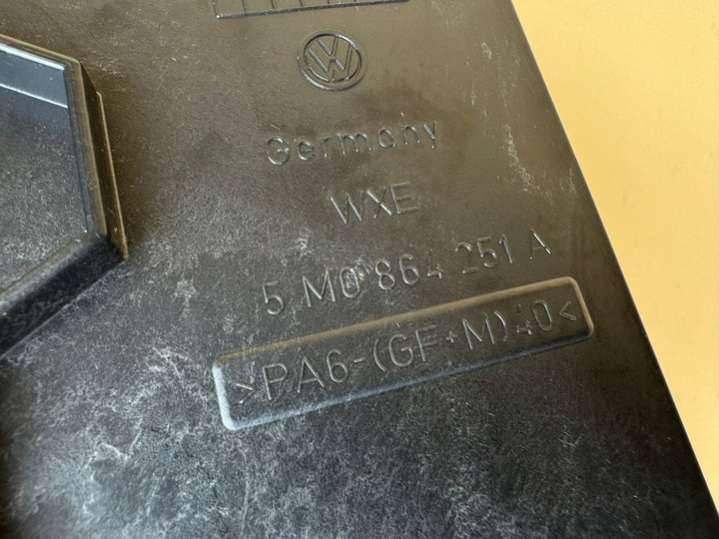 Germany
WXE
5 M0 864 251 A
>PA6-(GF+M)40<